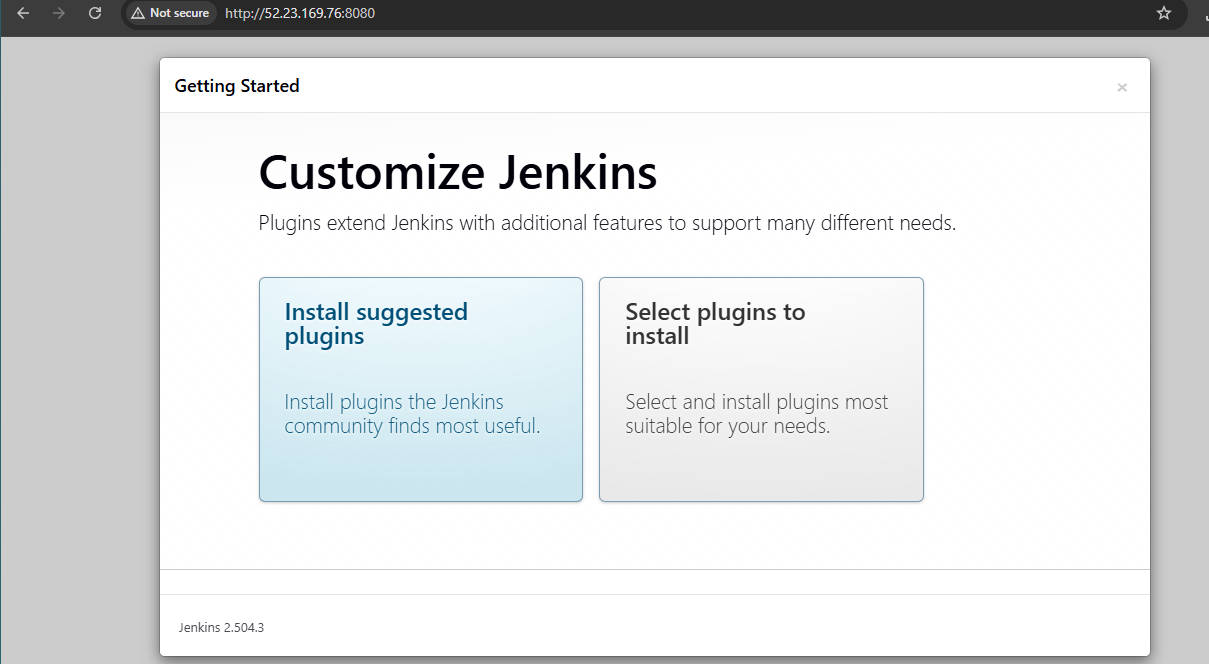 Not secure http://52.23.169.76:8080
Getting Started ×
Customize Jenkins
Plugins extend Jenkins with additional features to support many different needs.
Install suggested
plugins
Install plugins the Jenkins
community finds most useful.
Select plugins to
install
Select and install plugins most
suitable for your needs.
Jenkins 2.504.3